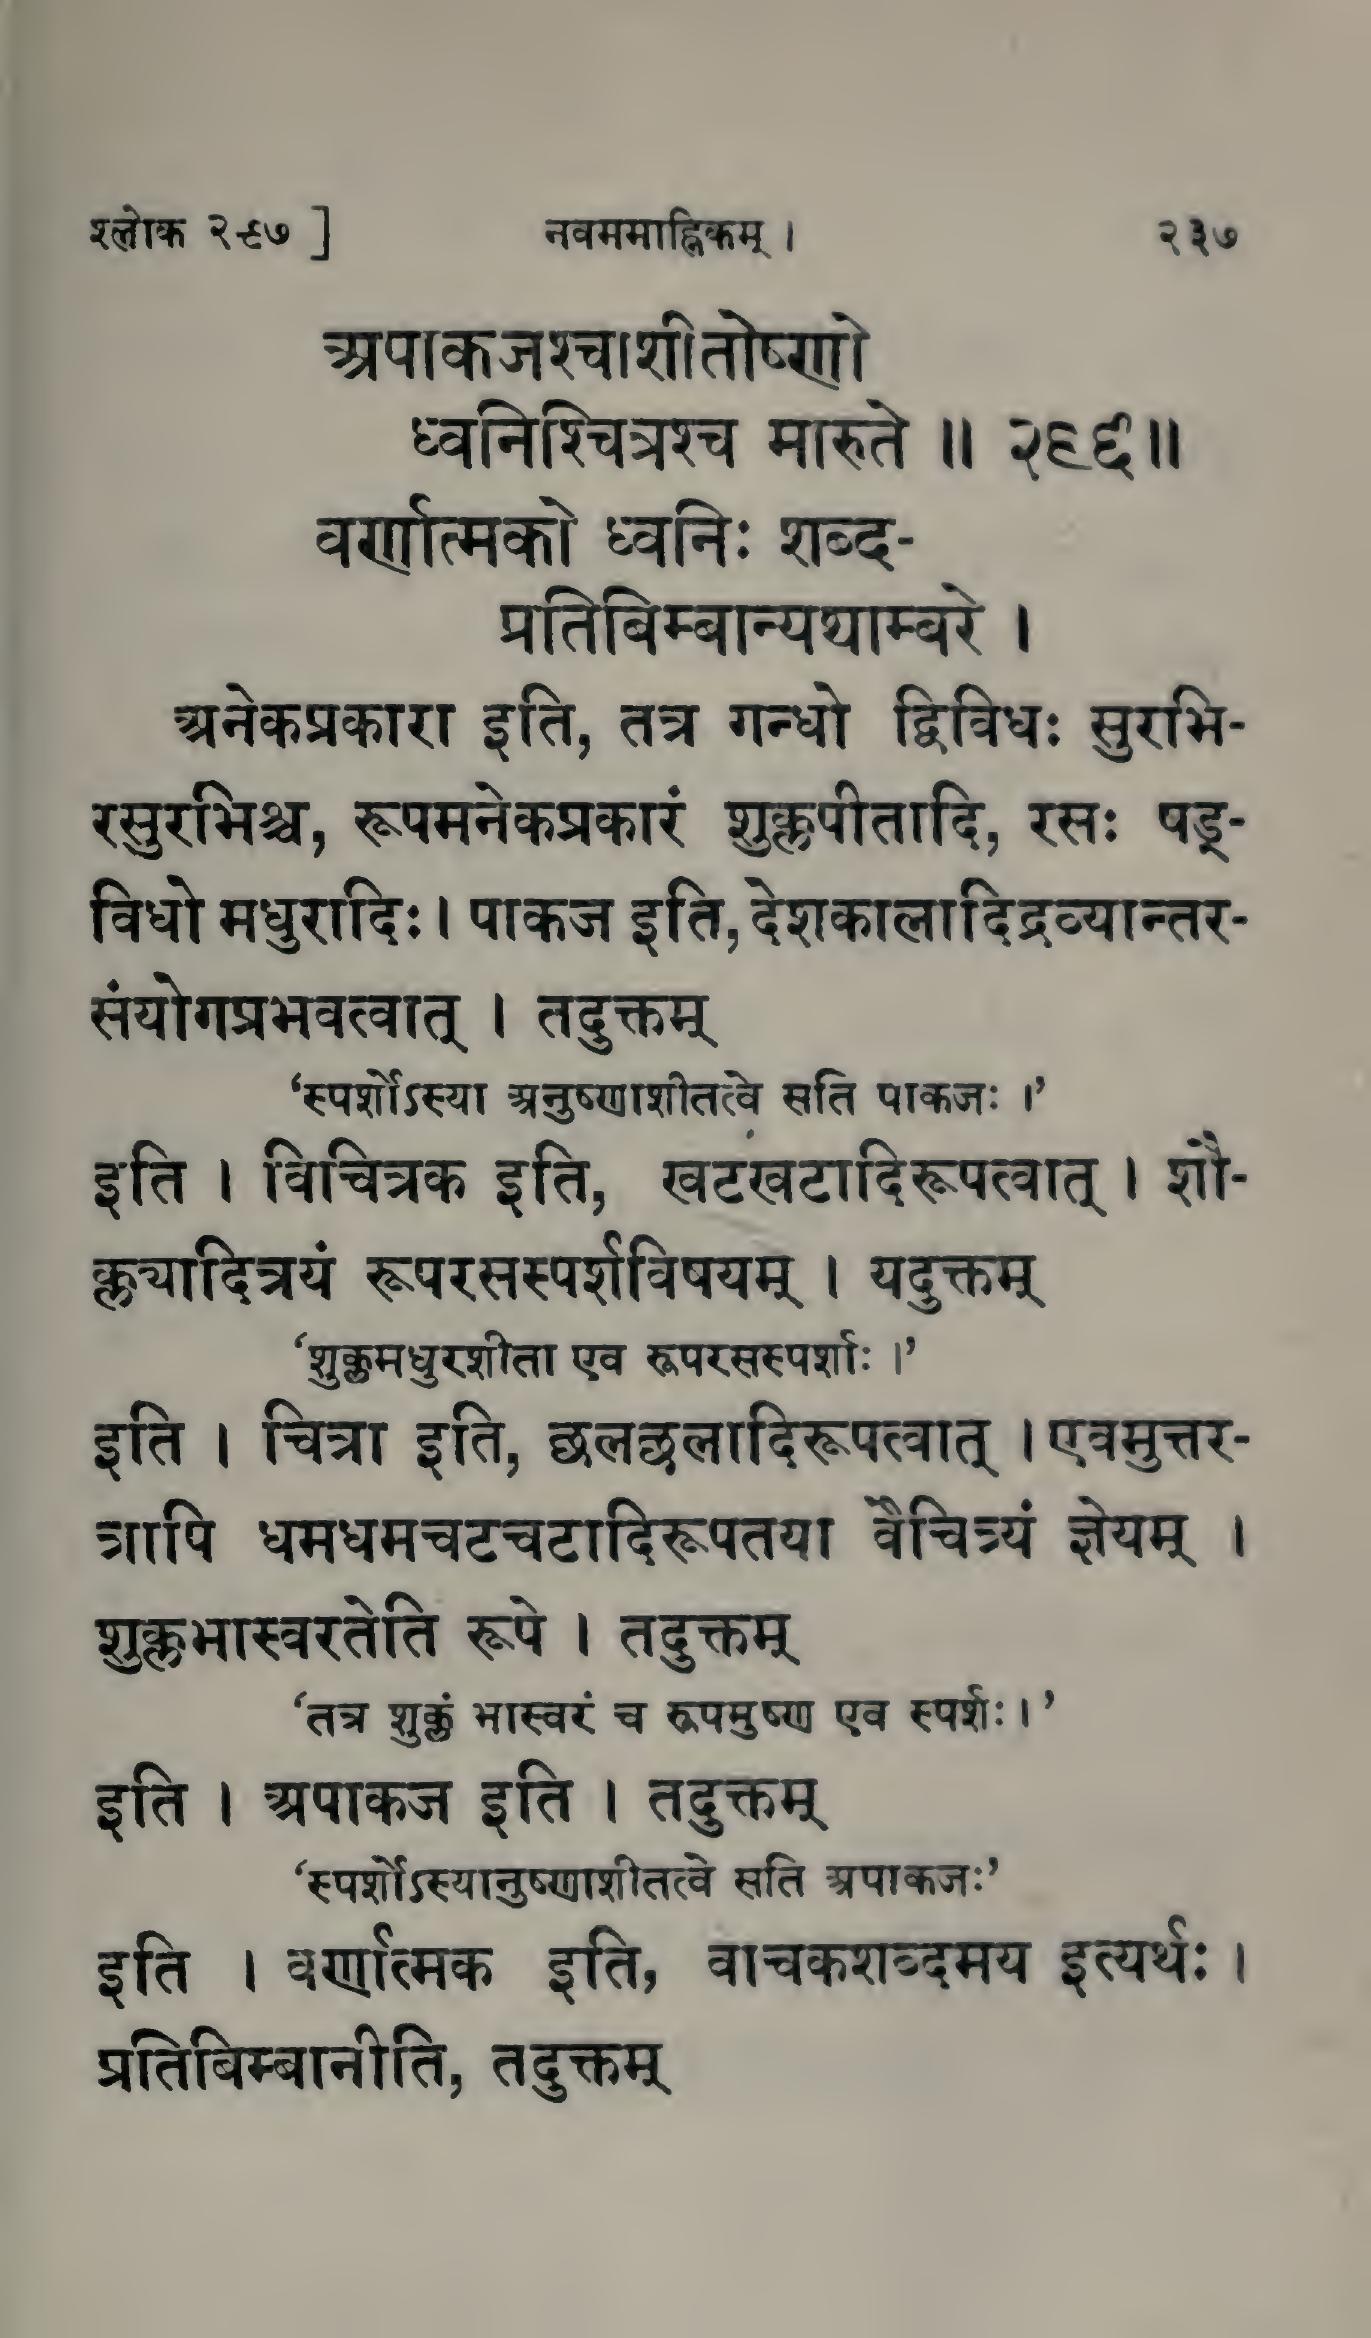 श्लोक २९७ ]
नवममाह्निकम् ।
२३७
अपाकजश्चाशीतोष्णो
ध्वनिश्चित्रश्च मारुते ॥ २९६॥
वर्णात्मको ध्वनिः शब्द-
प्रतिबिम्बान्यथाम्बरे ।
अनेकप्रकारा इति, तत्र गन्धो द्विविधः सुरभि-
रसुरभिश्च, रूपमनेकप्रकारं शुक्लपीतादि, रसः षड्-
विधो मधुरादिः। पाकज इति, देशकालादिद्रव्यान्तर-
संयोगप्रभवत्वात् । तदुक्तम्
‘स्पर्शोऽस्या अनुष्णाशीतत्वे सति पाकजः ।’
इति । विचित्रक इति, खटखटादिरूपत्वात् । शौ-
क्ल्यादित्रयं रूपरसस्पर्शविषयम् । यदुक्तम्
‘शुक्लमधुरशीता एव रूपरसस्पर्शाः ।’
इति । चित्रा इति, छलछलादिरूपत्वात् । एवमुत्तर-
त्रापि धमधमचटचटादिरूपतया वैचित्र्यं ज्ञेयम् ।
शुक्लभास्वरतेति रूपे । तदुक्तम्
‘तत्र शुक्लं भास्वरं च रूपमुष्ण एव स्पर्शः। ’
इति । अपाकज इति । तदुक्तम्
‘स्पर्शोऽस्यानुष्णाशीतत्वे सति अपाकजः’
इति । वर्णात्मक इति, वाचकशब्दमय इत्यर्थः ।
प्रतिबिम्बानीति, तदुक्तम्